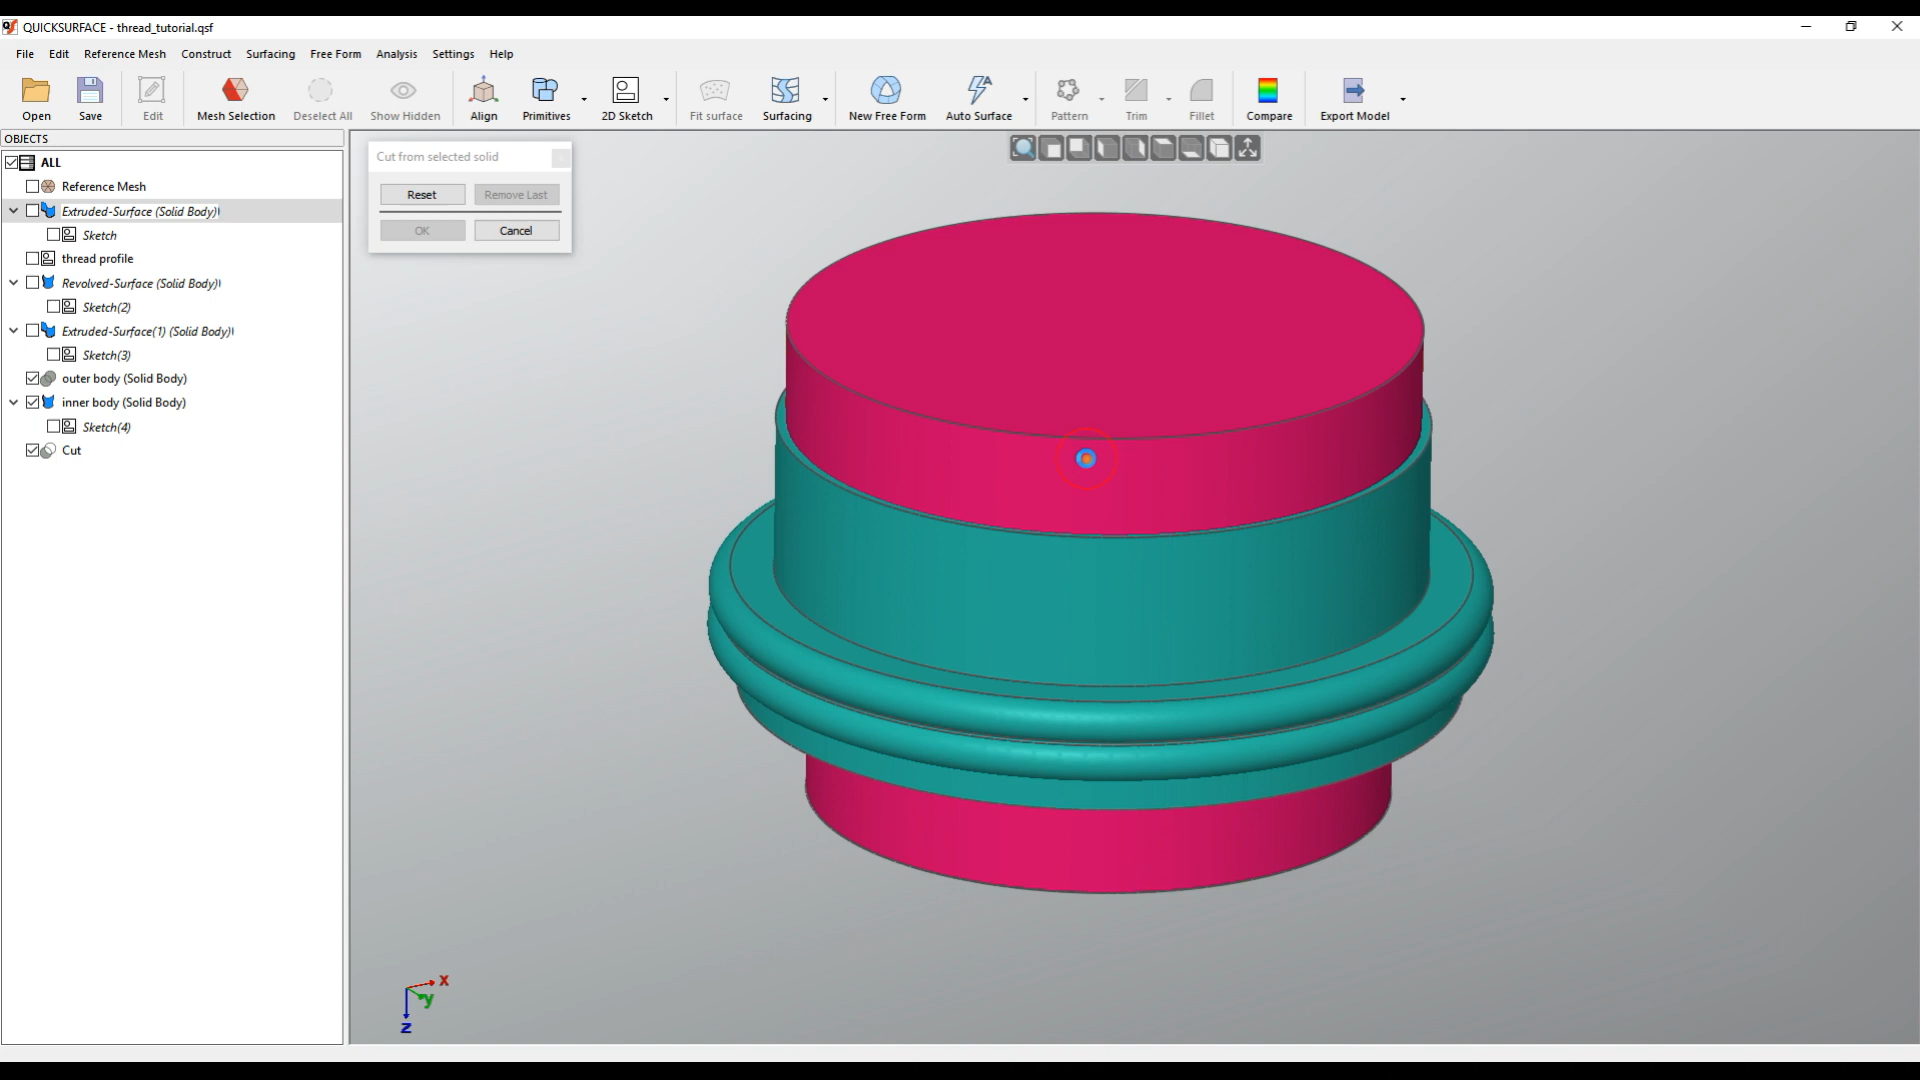 QUICKSURFACE - thread_tutorial.qsf
File Edit Reference Mesh Construct Surfacing Free Form Analysis Settings Help
Open Save Edit Mesh Selection Deselect All Show Hidden Align Primitives 2D Sketch Fit surface Surfacing New Free Form Auto Surface Pattern Trim Fillet Compare Export Model
OBJECTS
ALL
Reference Mesh
Extruded-Surface (Solid Body)
Sketch
thread profile
Revolved-Surface (Solid Body)
Sketch(2)
Extruded-Surface(1) (Solid Body)
Sketch(3)
outer body (Solid Body)
inner body (Solid Body)
Sketch(4)
Cut
Cut from selected solid
Reset Remove Last
OK Cancel
X
y
Z